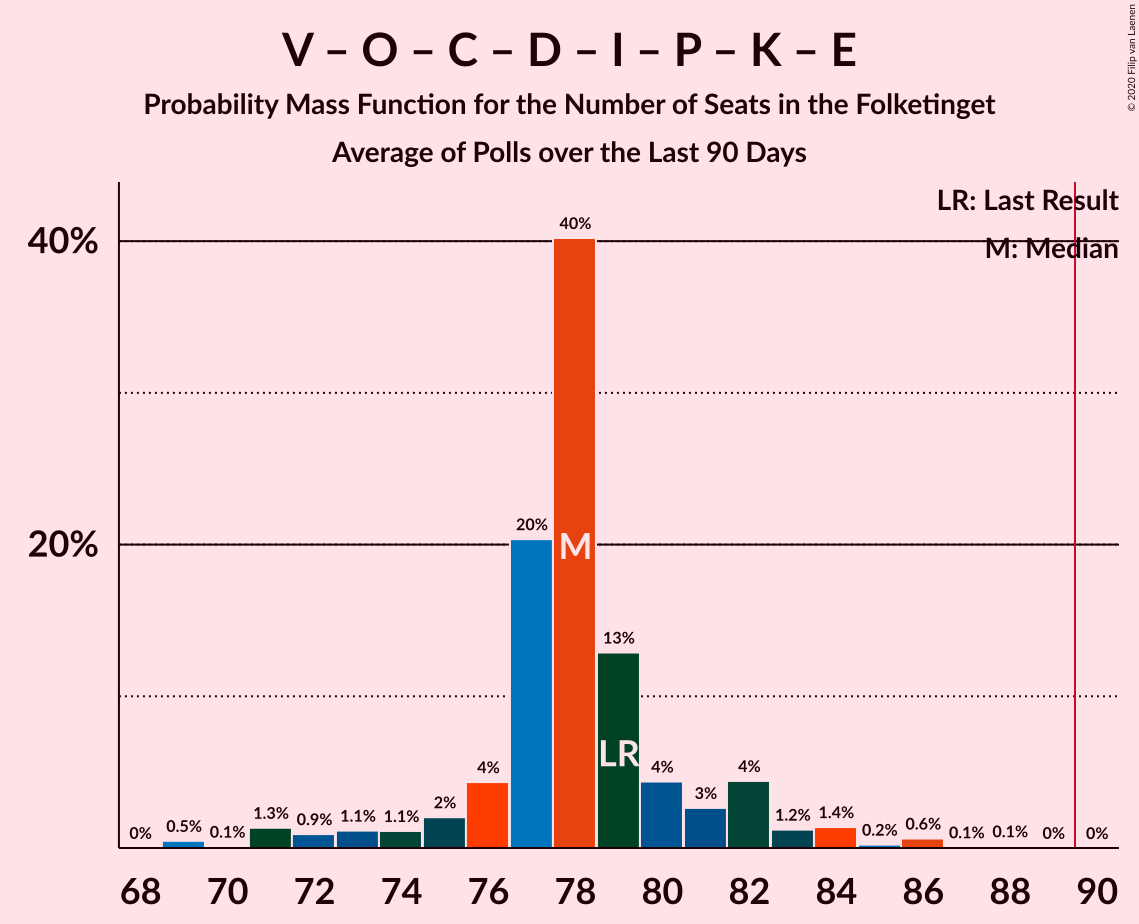 V – O – C – D – I – P – K – E
Probability Mass Function for the Number of Seats in the Folketinget
Average of Polls over the Last 90 Days
© 2020 Filip van Laenen
LR: Last Result
M: Median
40%
20%
0%
0.5%
0.1%
1.3%
0.9%
1.1%
1.1%
2%
4%
20%
40%
13%
4%
3%
4%
1.2%
1.4%
0.2%
0.6%
0.1%
0.1%
0%
0%
M
LR
68 70 72 74 76 78 80 82 84 86 88 90